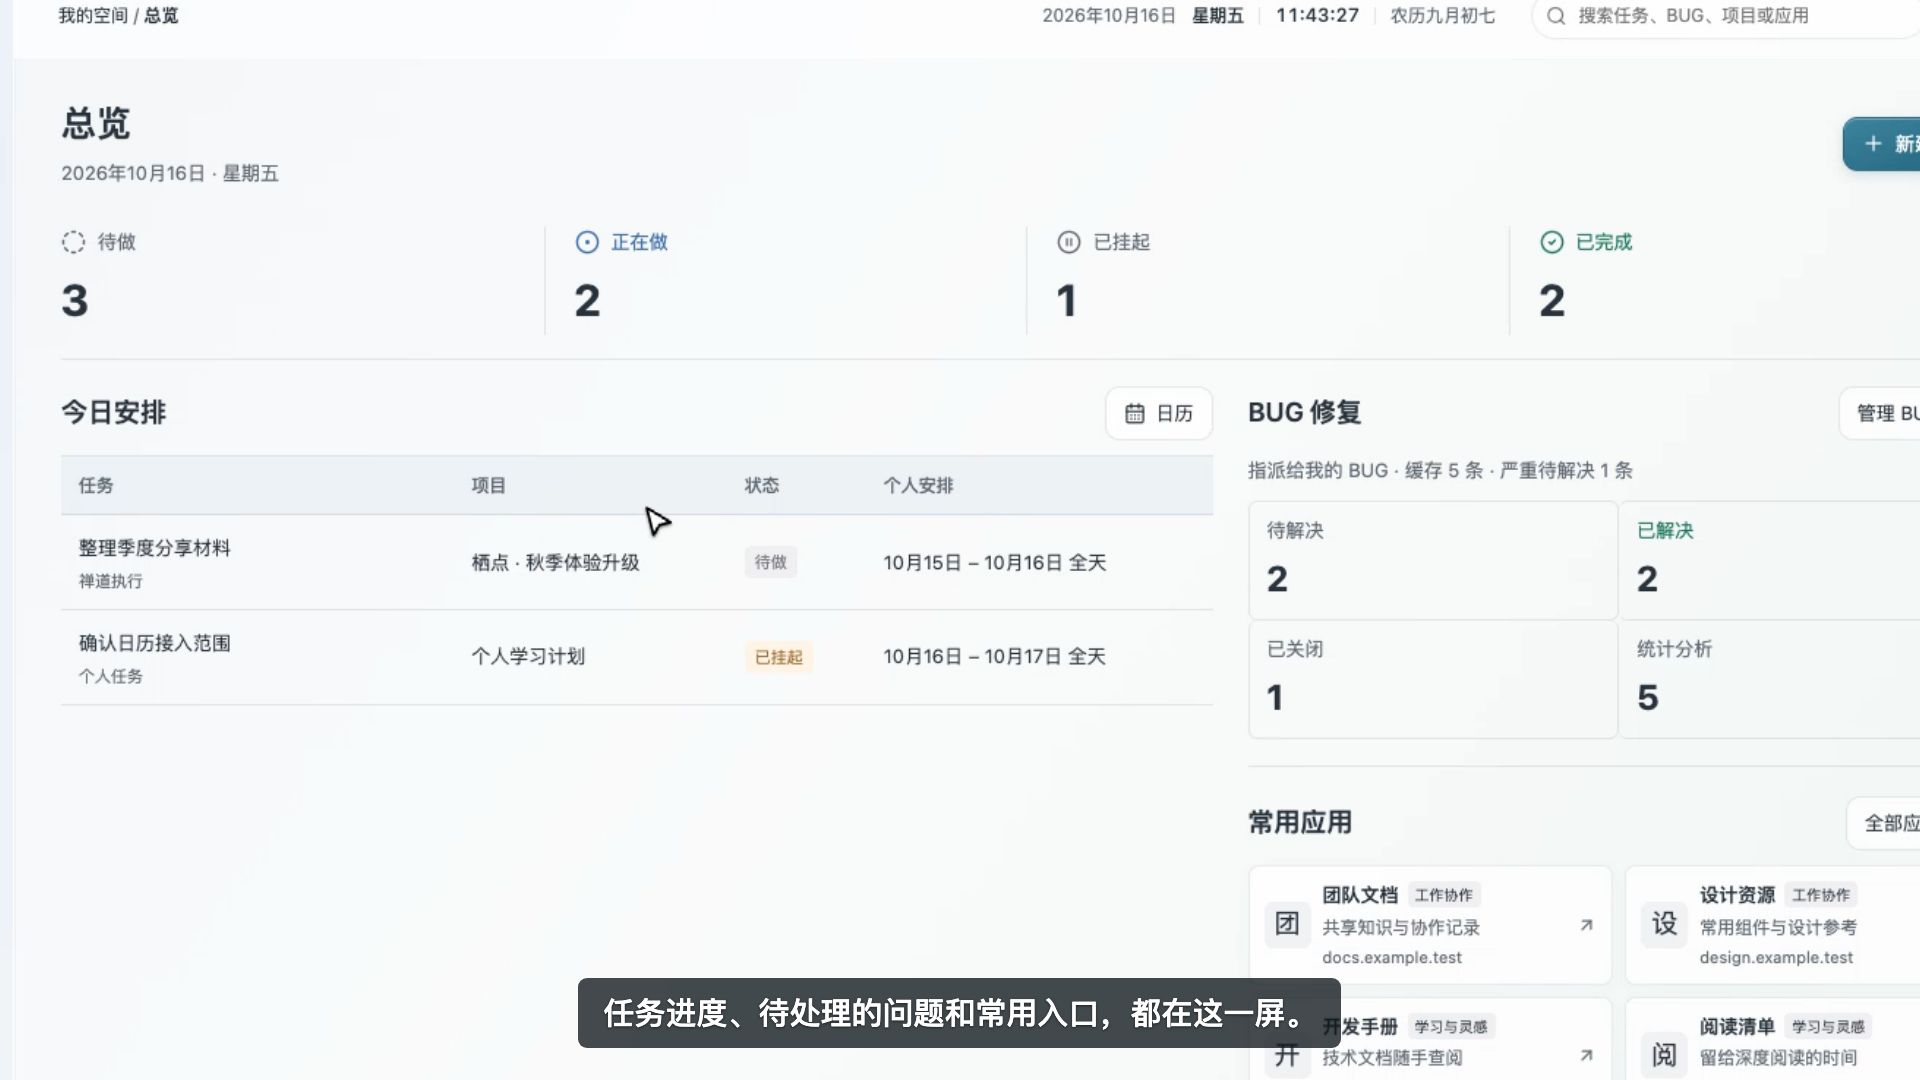 我的空间 / 总览
2026年10月16日 星期五 11:43:27 农历九月初七
搜索任务、BUG、项目或应用
总览
2026年10月16日 · 星期五
待做
3
正在做
2
已挂起
1
已完成
2
今日安排
日历
任务 项目 状态 个人安排
整理季度分享材料
禅道执行
栖点 · 秋季体验升级
待做
10月15日 – 10月16日 全天
确认日历接入范围
个人任务
个人学习计划
已挂起
10月16日 – 10月17日 全天
BUG 修复
管理
指派给我的 BUG · 缓存 5 条 · 严重待解决 1 条
待解决
2
已解决
2
已关闭
1
统计分析
5
常用应用
全部
团
团队文档 工作协作
共享知识与协作记录
docs.example.test
设
设计资源 工作协作
常用组件与设计参考
design.example.test
开
开发手册 学习与灵感
技术文档随手查阅
阅
阅读清单 学习与灵感
留给深度阅读的时间
任务进度、待处理的问题和常用入口，都在这一屏。